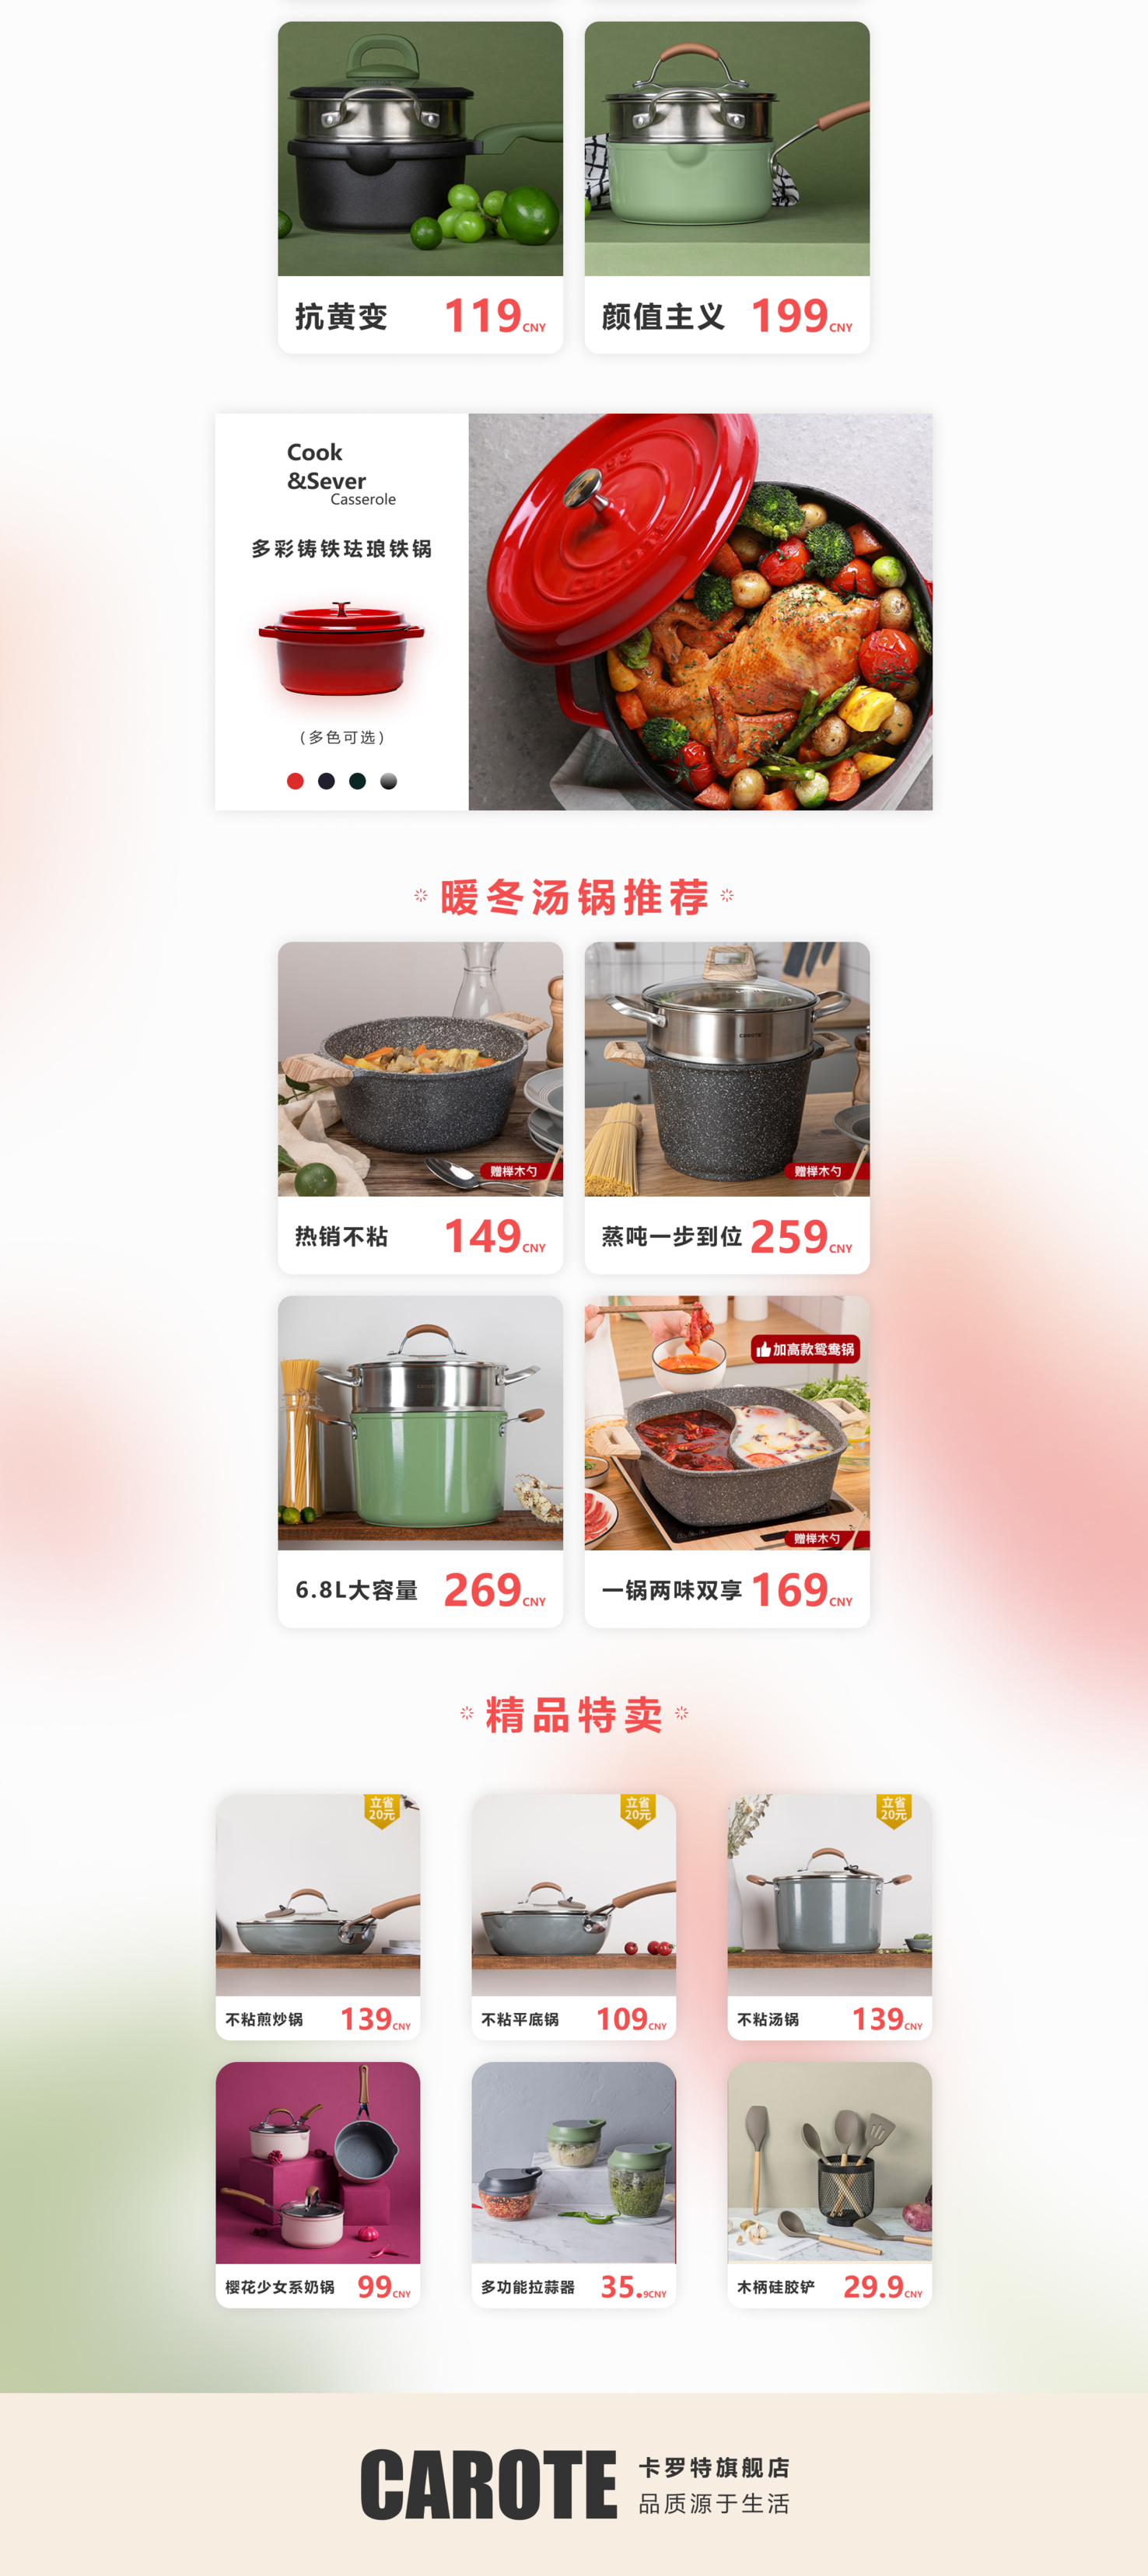 抗黄变 119CNY
颜值主义 199CNY
Cook
&Sever
Casserole
多彩铸铁珐琅铁锅
(多色可选)
暖冬汤锅推荐
CAROTE
赠榉木勺
赠榉木勺
热销不粘 149CNY
蒸吨一步到位 259CNY
加高款鸳鸯锅
赠榉木勺
6.8L大容量 269CNY
一锅两味双享 169CNY
精品特卖
立省
20元
立省
20元
立省
20元
不粘煎炒锅 139CNY
不粘平底锅 109CNY
不粘汤锅 139CNY
樱花少女系奶锅 99CNY
多功能拉蒜器 35.9CNY
木柄硅胶铲 29.9CNY
CAROTE
卡罗特旗舰店
品质源于生活